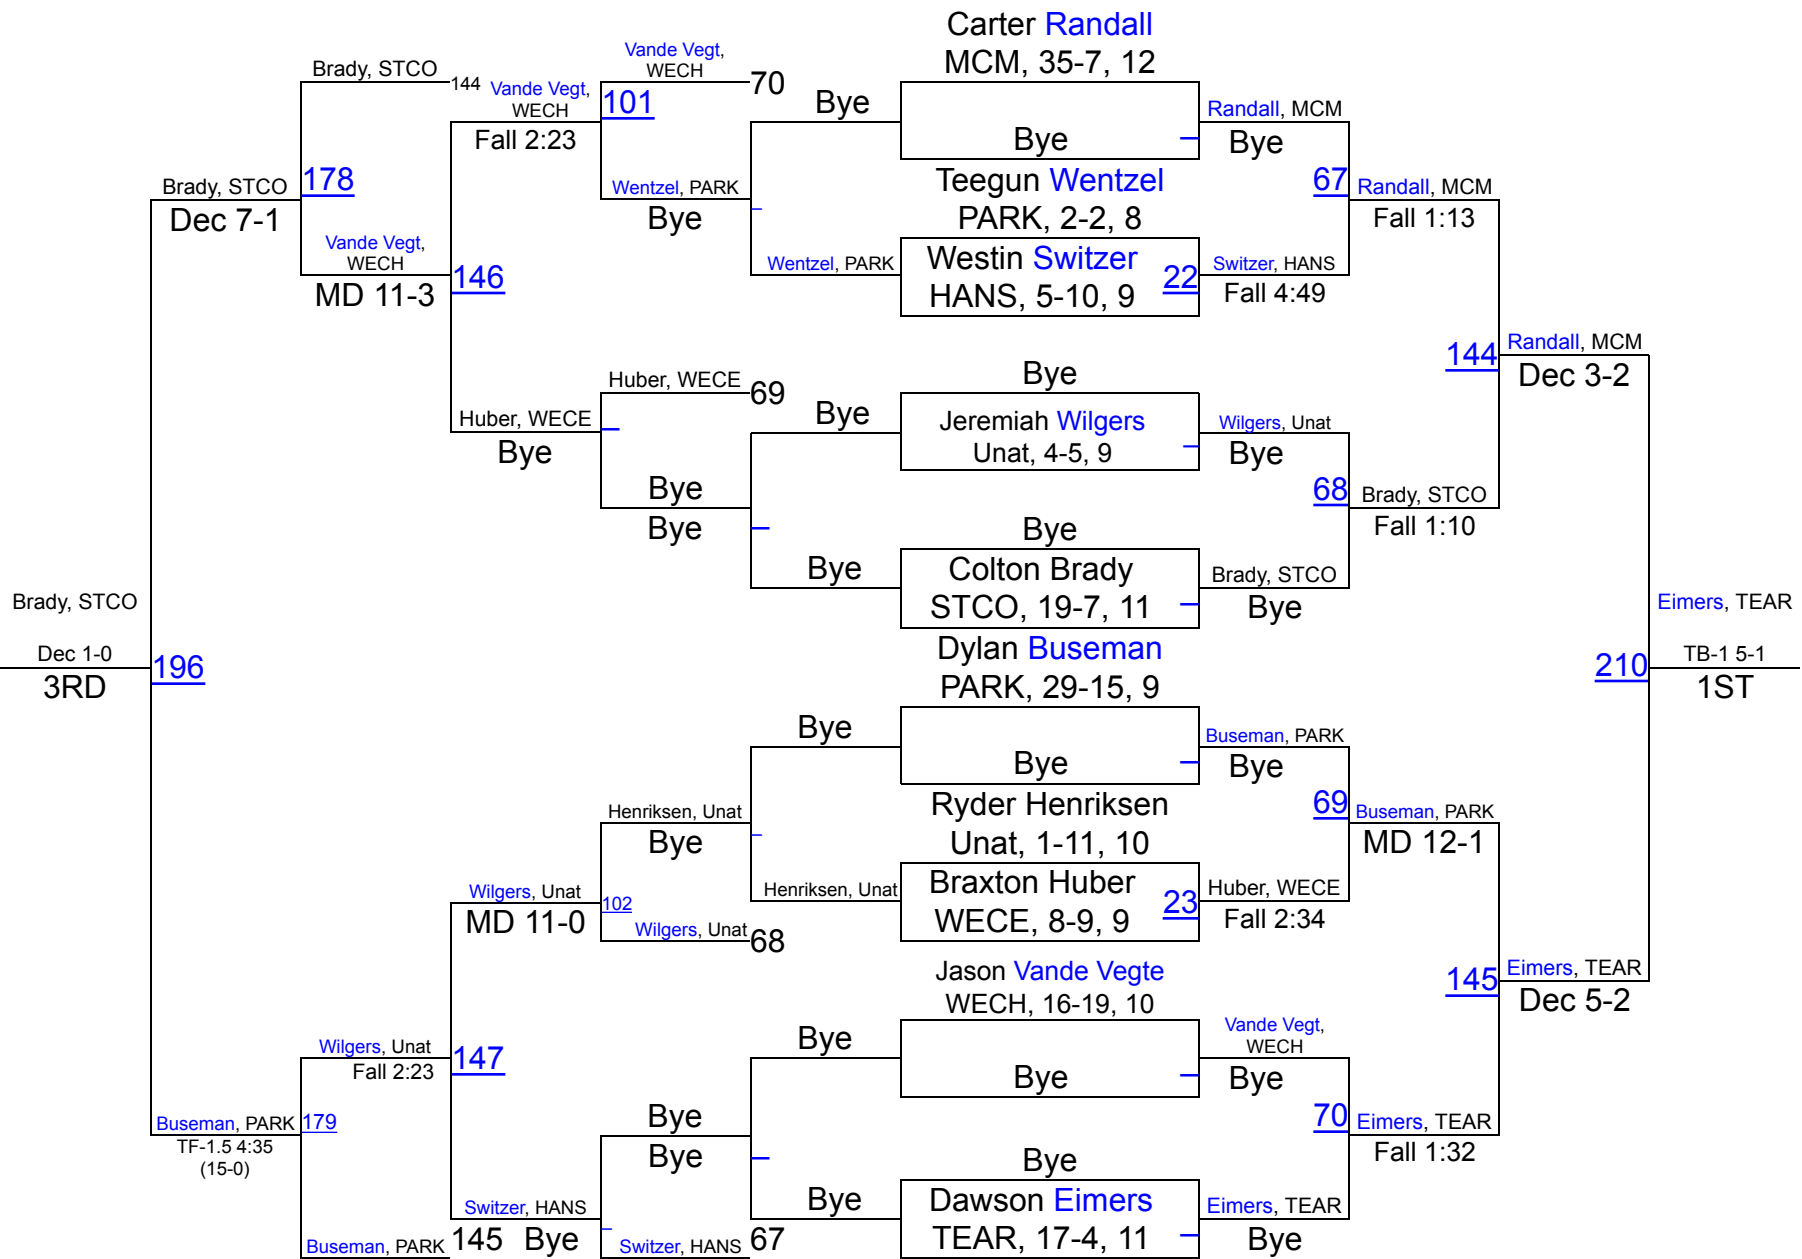 Carter Randall
MCM, 35-7, 12
Bye
Teegun Wentzel
PARK, 2-2, 8
Westin Switzer
HANS, 5-10, 9
22
Bye
Jeremiah Wilgers
Unat, 4-5, 9
Bye
Colton Brady
STCO, 19-7, 11
Dylan Buseman
PARK, 29-15, 9
Bye
Ryder Henriksen
Unat, 1-11, 10
Braxton Huber
WECE, 8-9, 9
23
Jason Vande Vegte
WECH, 16-19, 10
Bye
Bye
Dawson Eimers
TEAR, 17-4, 11
Randall, MCM
Bye
67
Switzer, HANS
Fall 4:49
Wilgers, Unat
Bye
68
Brady, STCO
Bye
Buseman, PARK
Bye
69
Huber, WECE
Fall 2:34
Vande Vegt,
WECH
Bye
70
Eimers, TEAR
Bye
Randall, MCM
Fall 1:13
144
Brady, STCO
Fall 1:10
Buseman, PARK
MD 12-1
145
Eimers, TEAR
Fall 1:32
Randall, MCM
Dec 3-2
210
Eimers, TEAR
Dec 5-2
Eimers, TEAR
TB-1 5-1
1ST
Bye
Wentzel, PARK
Bye
Bye
Bye
Henriksen, Unat
Bye
Bye
Vande Vegt,
WECH
70
101
Wentzel, PARK
Bye
Huber, WECE
69
Bye
Bye
Henriksen, Unat
Bye
102
Wilgers, Unat
68
Bye
Bye
Switzer, HANS
67
Vande Vegt,
WECH
Fall 2:23
146
Huber, WECE
Bye
Wilgers, Unat
MD 11-0
147
Switzer, HANS
Bye
Brady, STCO
144
178
Vande Vegt,
WECH
MD 11-3
Wilgers, Unat
Fall 2:23
179
Buseman, PARK
145
Brady, STCO
Dec 7-1
196
Buseman, PARK
TF-1.5 4:35
(15-0)
Brady, STCO
Dec 1-0
3RD